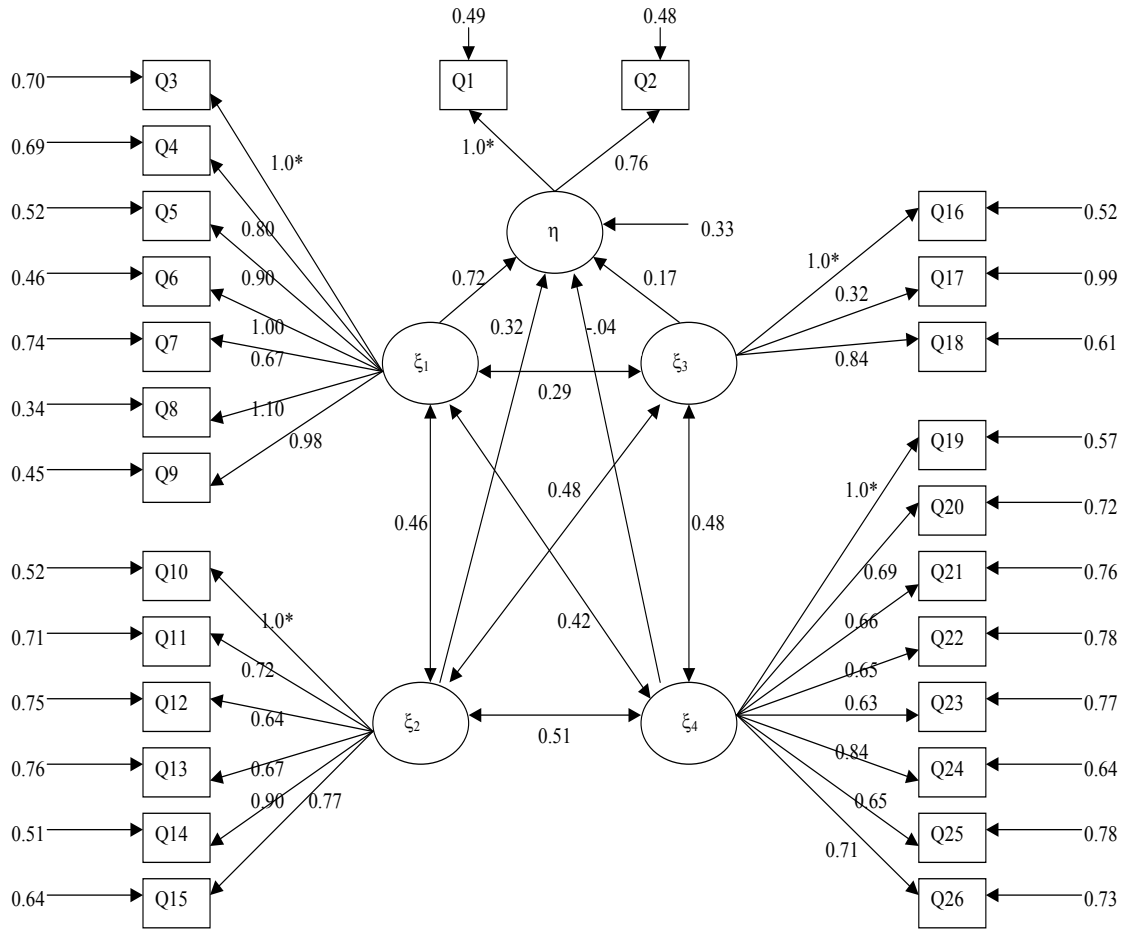 0.49 0.48
0.70 Q3 Q1 Q2
0.69 Q4 1.0* 1.0* 0.76
0.52 Q5 0.80 η 0.33 Q16 0.52
0.46 Q6 0.90 0.72 0.17 1.0* Q17 0.99
0.74 Q7 1.00 0.67 0.32 -.04 0.32 Q18 0.61
ξ1 ξ3 0.84
0.34 Q8 1.10 0.29
0.45 Q9 0.98 Q19 0.57
0.48 1.0* Q20 0.72
0.46 0.48
0.52 Q10 0.69 Q21 0.76
0.71 Q11 1.0* 0.42 0.66 Q22 0.78
0.72 0.65
0.75 Q12 0.64 0.63 Q23 0.77
ξ2 0.51 ξ4
0.76 Q13 0.67 0.84 Q24 0.64
0.51 Q14 0.90 0.77 0.65 Q25 0.78
0.71
0.64 Q15 Q26 0.73